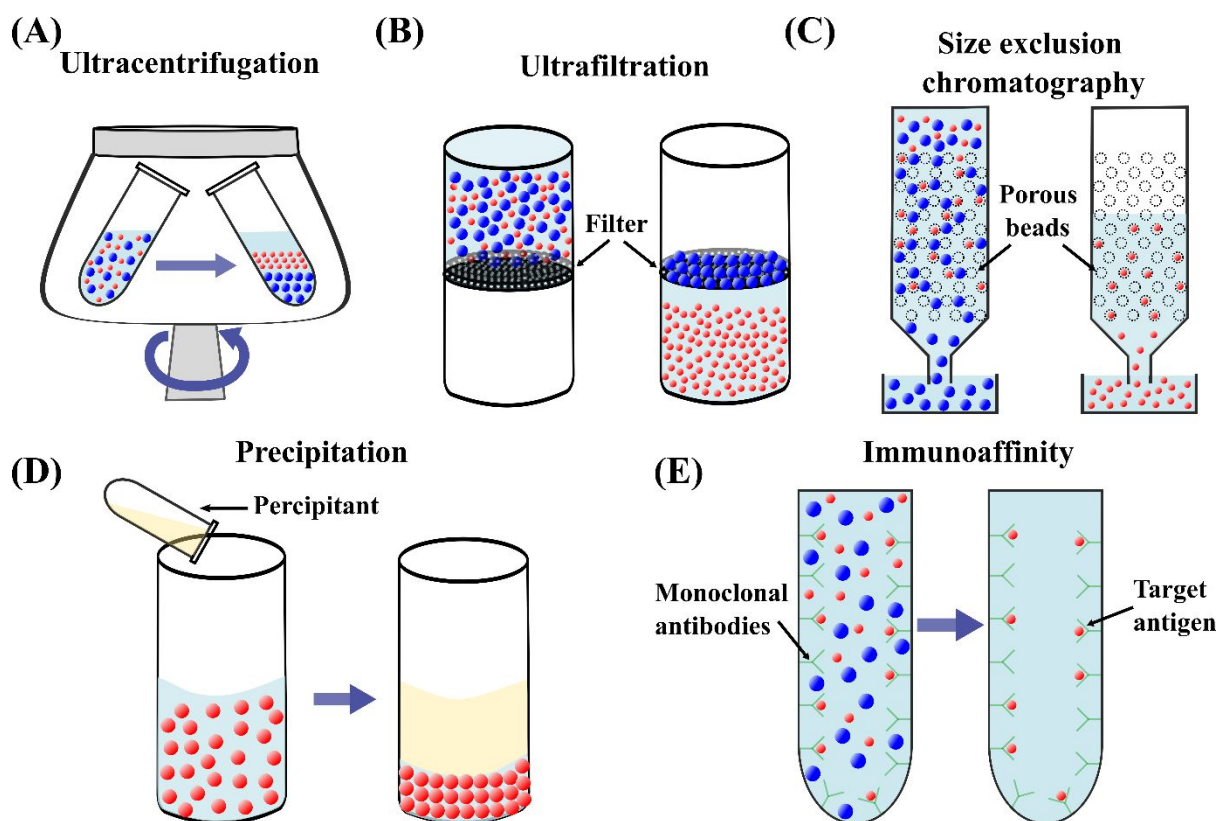 (A)
Ultracentrifugation
(B)
Ultrafiltration
Filter
(C)
Size exclusion
chromatography
Porous
beads
(D)
Precipitation
Percipitant
(E)
Immunoaffinity
Monoclonal
antibodies
Target
antigen